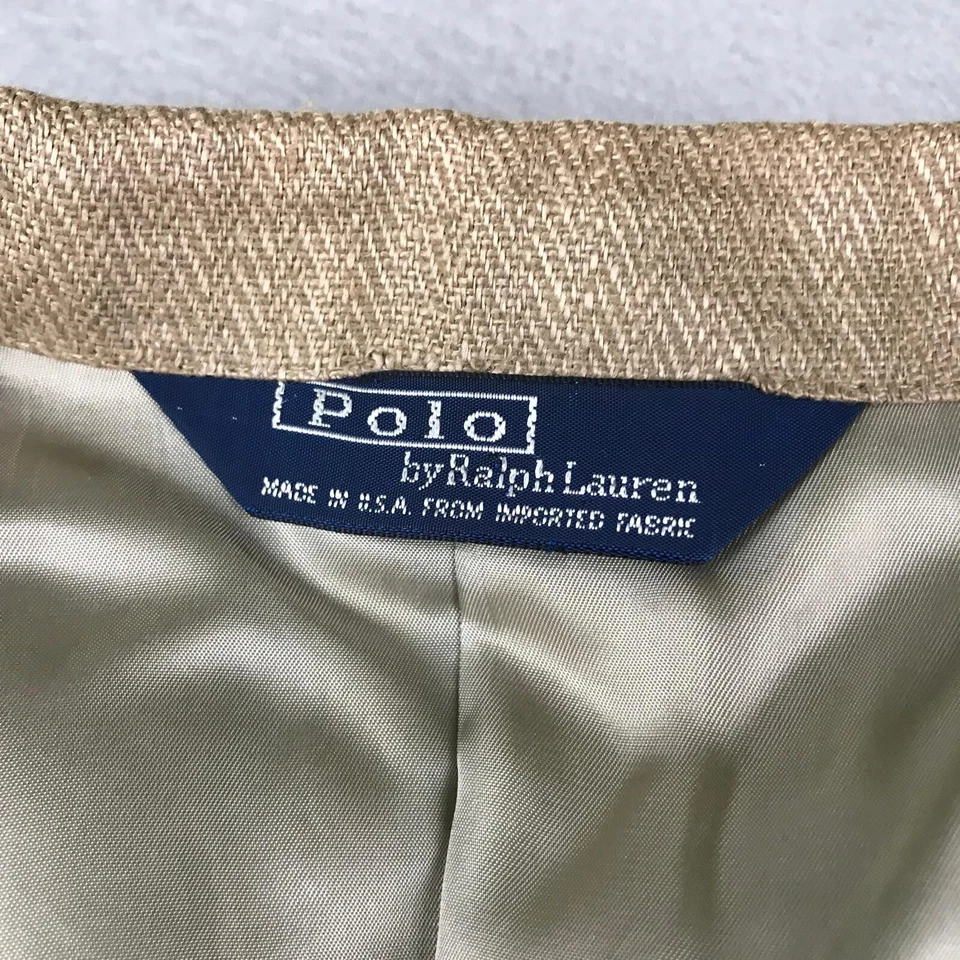 Polo
by Ralph Lauren
MADE IN U.S.A. FROM IMPORTED FABRIC